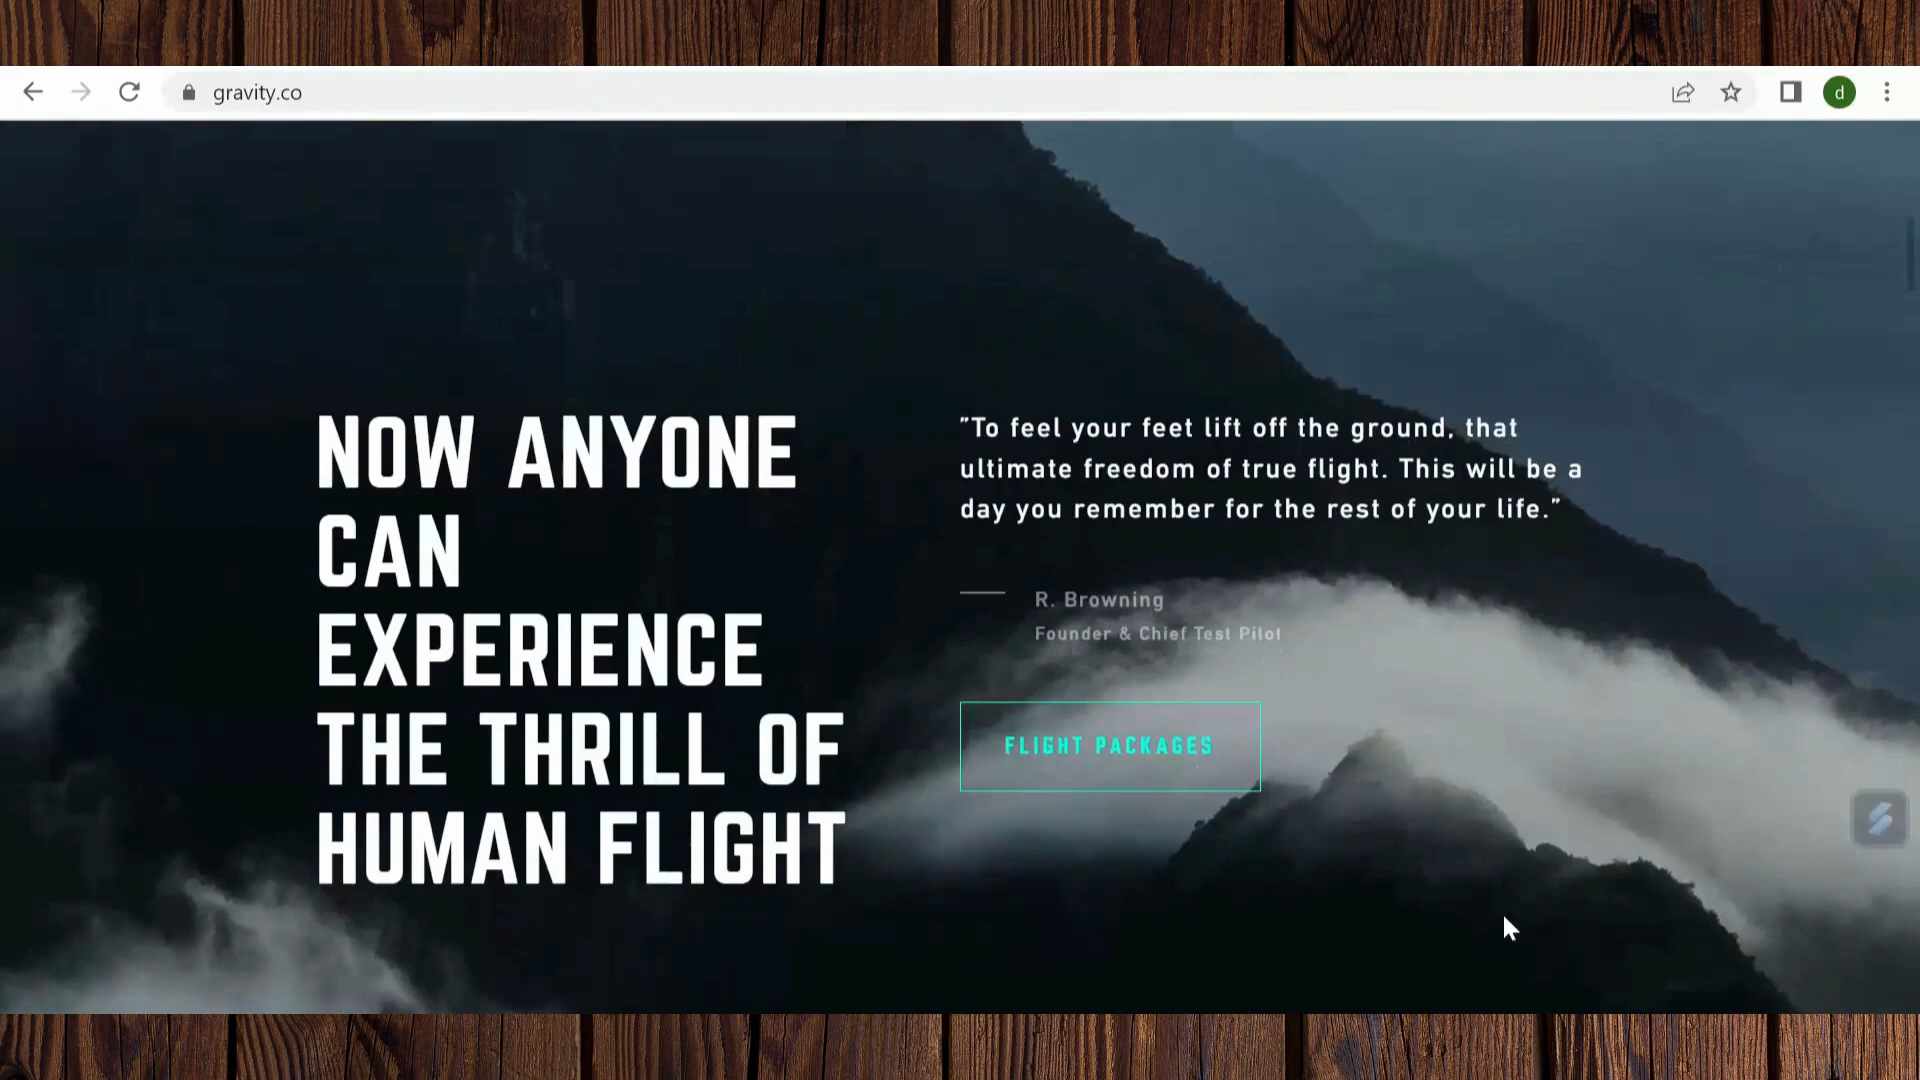 gravity.co
d
NOW ANYONE
CAN
EXPERIENCE
THE THRILL OF
HUMAN FLIGHT
"To feel your feet lift off the ground, that
ultimate freedom of true flight. This will be a
day you remember for the rest of your life."
R. Browning
Founder & Chief Test Pilot
FLIGHT PACKAGES